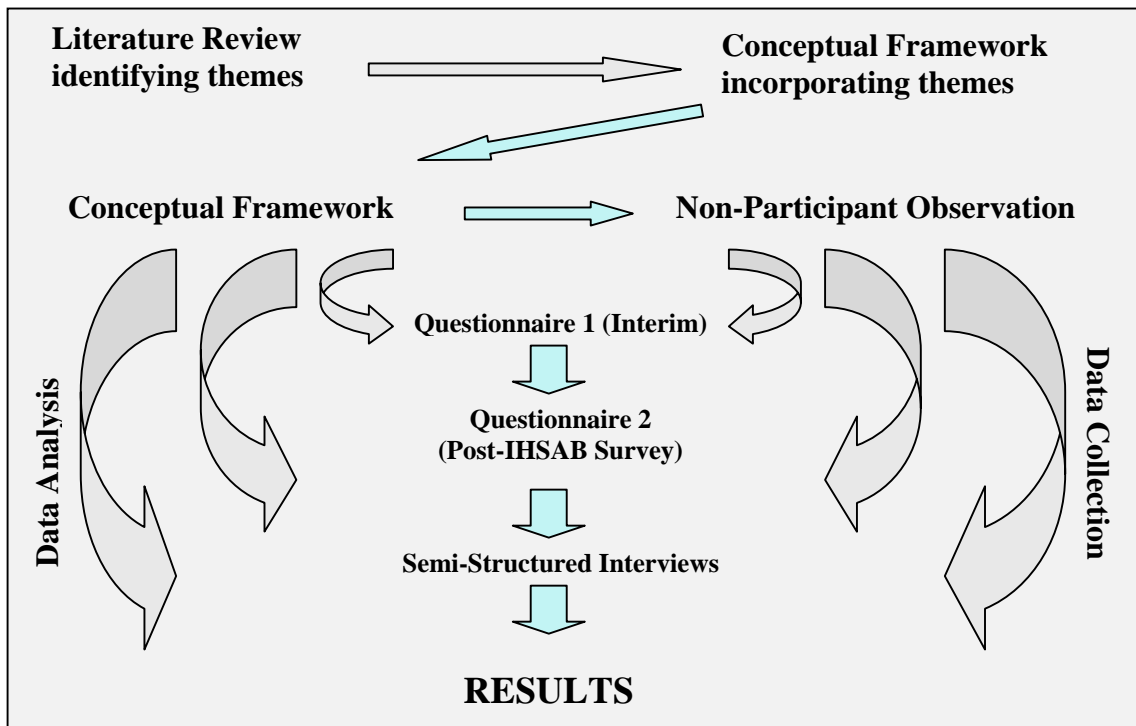 Literature Review
identifying themes
Conceptual Framework
incorporating themes
Conceptual Framework
Non-Participant Observation
Questionnaire 1 (Interim)
Questionnaire 2
(Post-IHSAB Survey)
Semi-Structured Interviews
RESULTS
Data Analysis
Data Collection